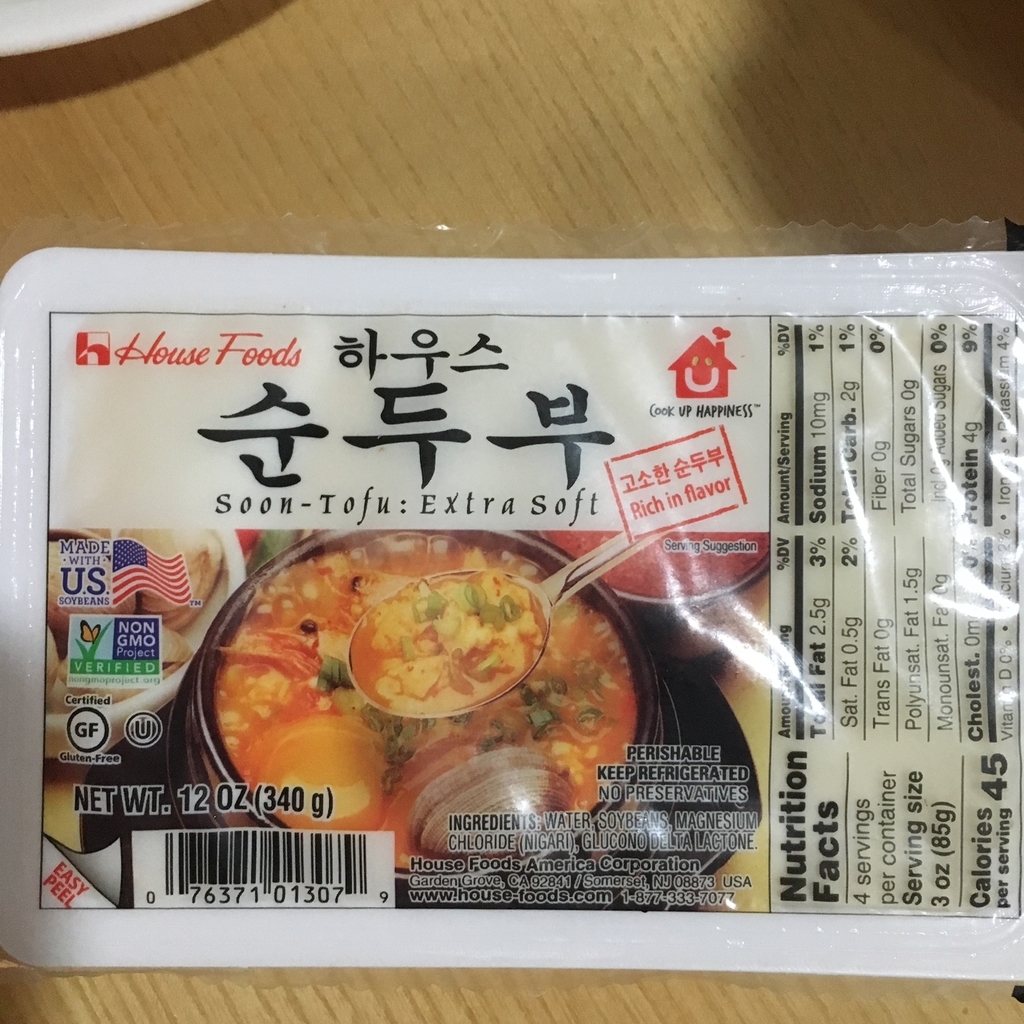 House Foods
하우스
순두부
Soon-Tofu: Extra Soft
COOK UP HAPPINESS™
고소한 순두부
Rich in flavor
Serving Suggestion
MADE
WITH
U.S.
SOYBEANS
TM
NON
GMO
Project
VERIFIED
nongmoproject.org
Certified
GF
Gluten-Free
U
NET WT. 12 OZ (340 g)
PERISHABLE
KEEP REFRIGERATED
NO PRESERVATIVES
INGREDIENTS: WATER, SOYBEANS, MAGNESIUM
CHLORIDE (NIGARI), GLUCONO DELTA LACTONE.
House Foods America Corporation
Garden Grove, CA 92841 / Somerset, NJ 08873 USA
www.house-foods.com 1-877-333-7077
EASY
PEEL
0 76371 01307 9
Nutrition
Facts
4 servings
per container
Serving size
3 oz (85g)
Calories 45
per serving
%DV
Total Fat 2.5g 3%
Sat. Fat 0.5g 2%
Trans Fat 0g
Polyunsat. Fat 1.5g
Monounsat. Fat 0g
Cholest. 0mg 0%
Amount/Serving %DV
Sodium 10mg 1%
Total Carb. 2g 1%
Fiber 0g 0%
Total Sugars 0g
Incl 0g Added Sugars 0%
Protein 4g 9%
Vitamin D 0% • Calcium 2% • Iron • Potassium 4%